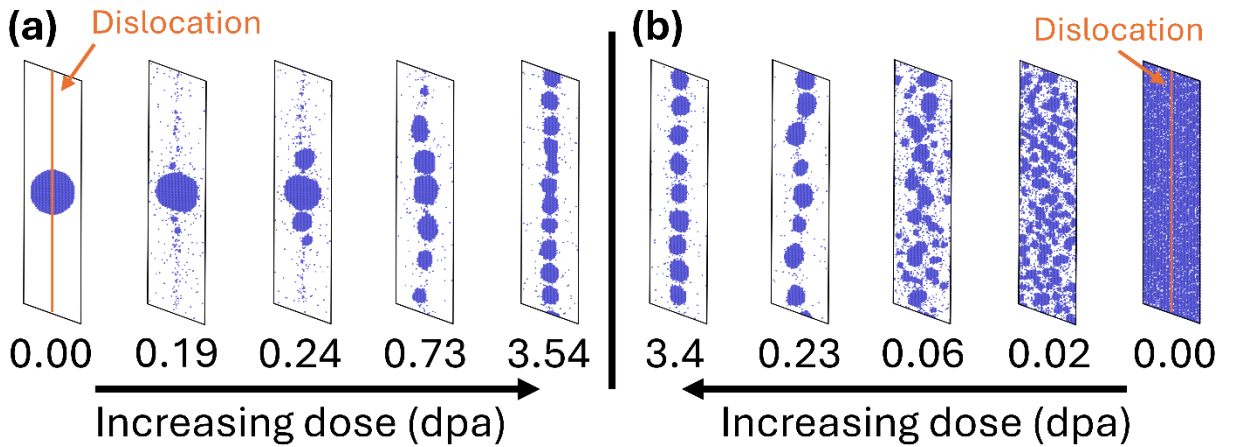 (a)
Dislocation
0.00 0.19 0.24 0.73 3.54
Increasing dose (dpa)
(b)
Dislocation
3.4 0.23 0.06 0.02 0.00
Increasing dose (dpa)